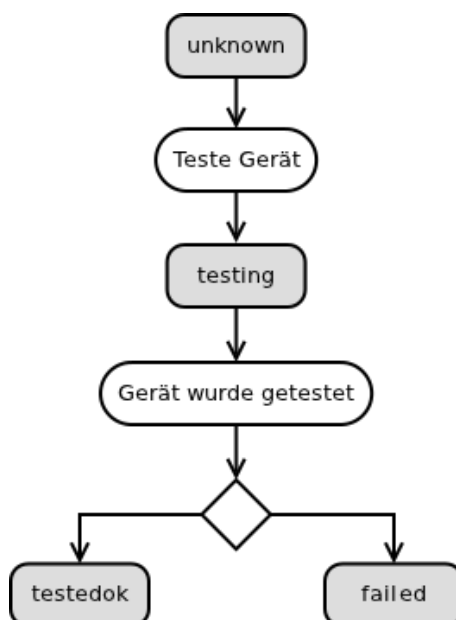 unknown
Teste Gerät
testing
Gerät wurde getestet
testedok
failed